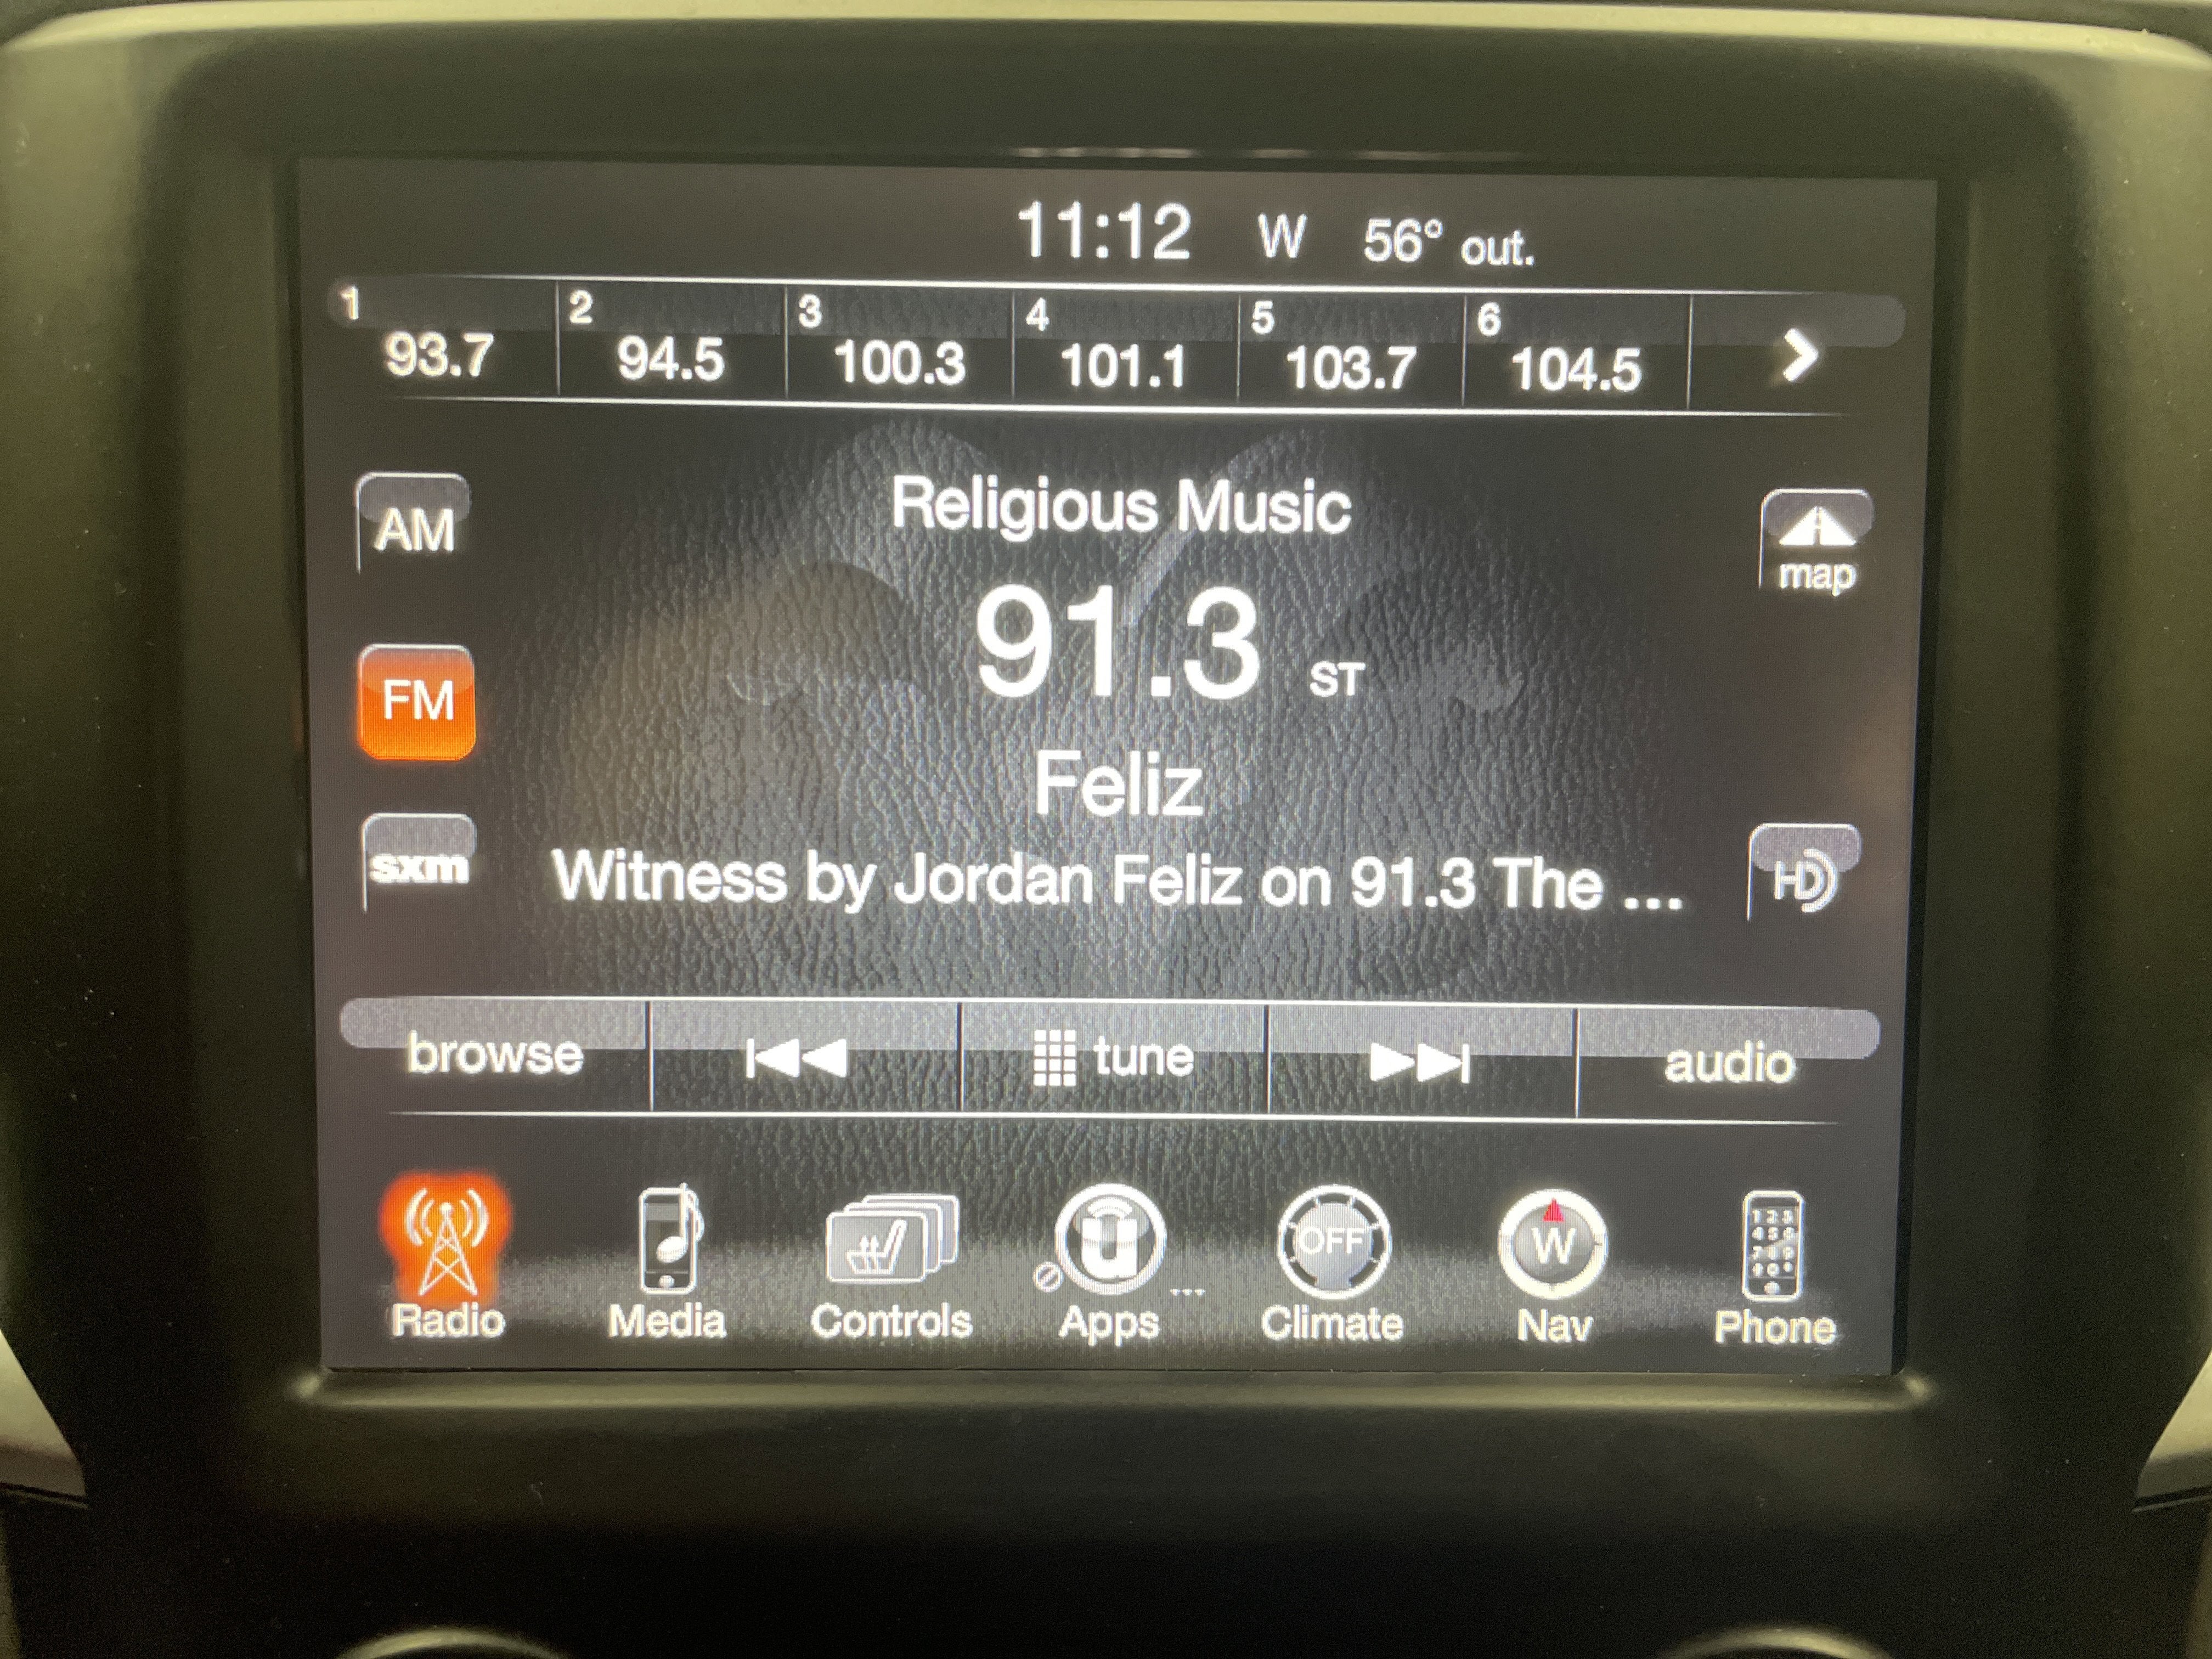 11:12 W 56° out.
1 2 3 4 5 6
93.7 94.5 100.3 101.1 103.7 104.5
AM
Religious Music
map
91.3 ST
FM
Feliz
sxm
Witness by Jordan Feliz on 91.3 The ...
HD
browse tune audio
OFF W
Radio Media Controls Apps ... Climate Nav Phone